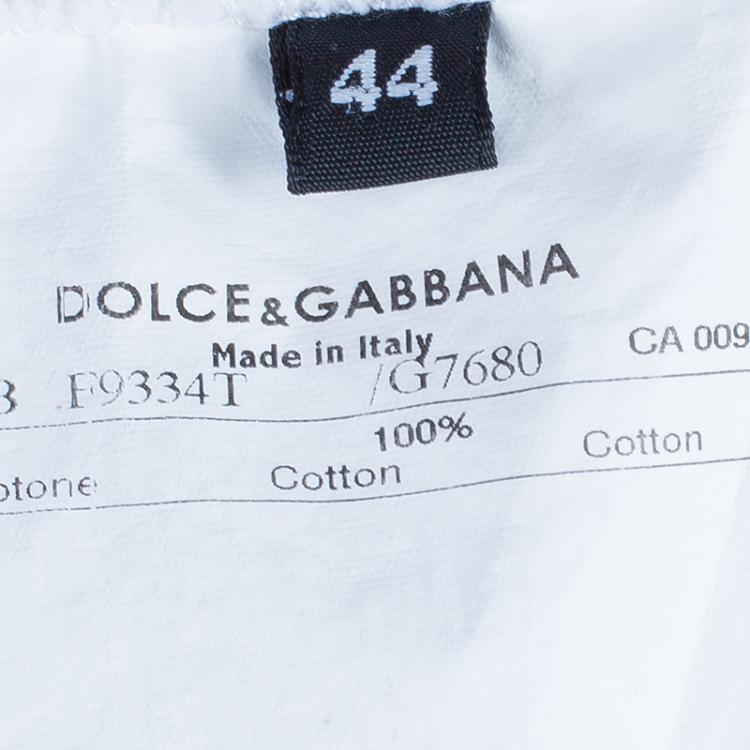 44
DOLCE&GABBANA
Made in Italy
F9334T /G7680 CA 009
100%
Cotton Cotton